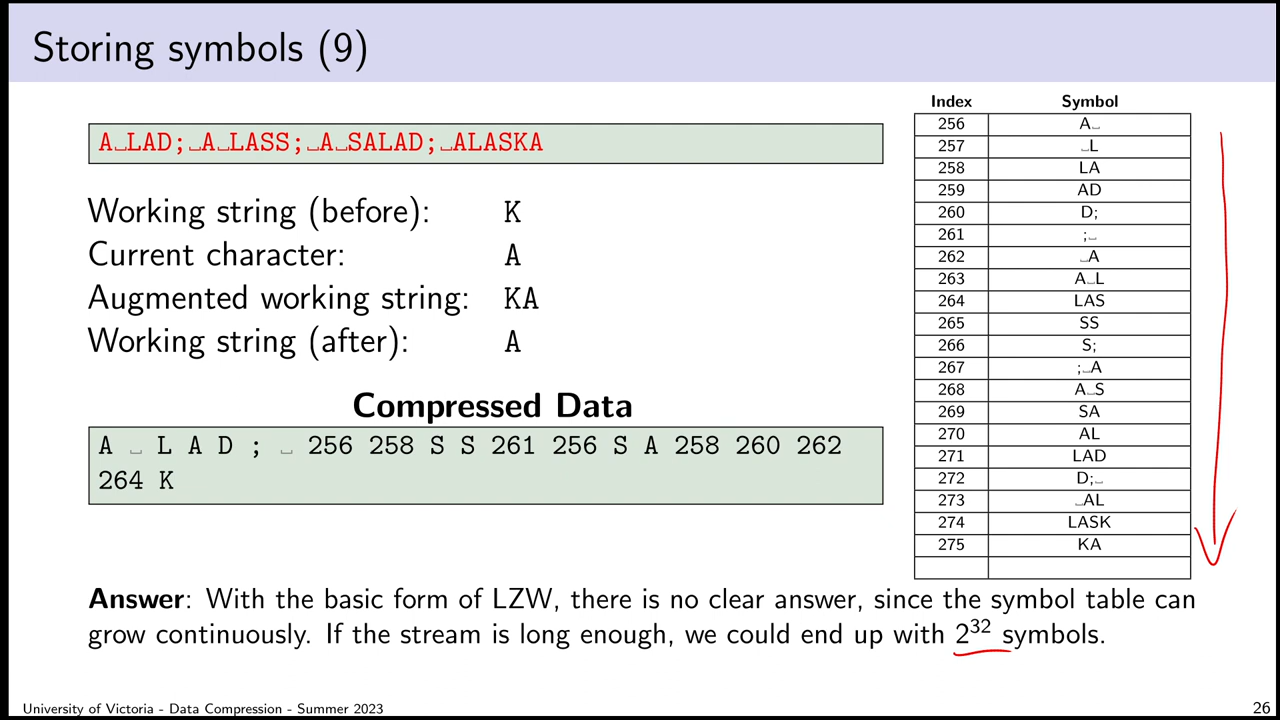 Storing symbols (9)
A␣LAD;␣A␣LASS;␣A␣SALAD;␣ALASKA
Working string (before): K
Current character: A
Augmented working string: KA
Working string (after): A
Compressed Data
A ␣ L A D ; ␣ 256 258 S S 261 256 S A 258 260 262
264 K
Index Symbol
256 A␣
257 ␣L
258 LA
259 AD
260 D;
261 ;␣
262 ␣A
263 A␣L
264 LAS
265 SS
266 S;
267 ;␣A
268 A␣S
269 SA
270 AL
271 LAD
272 D;␣
273 ␣AL
274 LASK
275 KA
Answer: With the basic form of LZW, there is no clear answer, since the symbol table can
grow continuously. If the stream is long enough, we could end up with 2³² symbols.
University of Victoria - Data Compression - Summer 2023
26